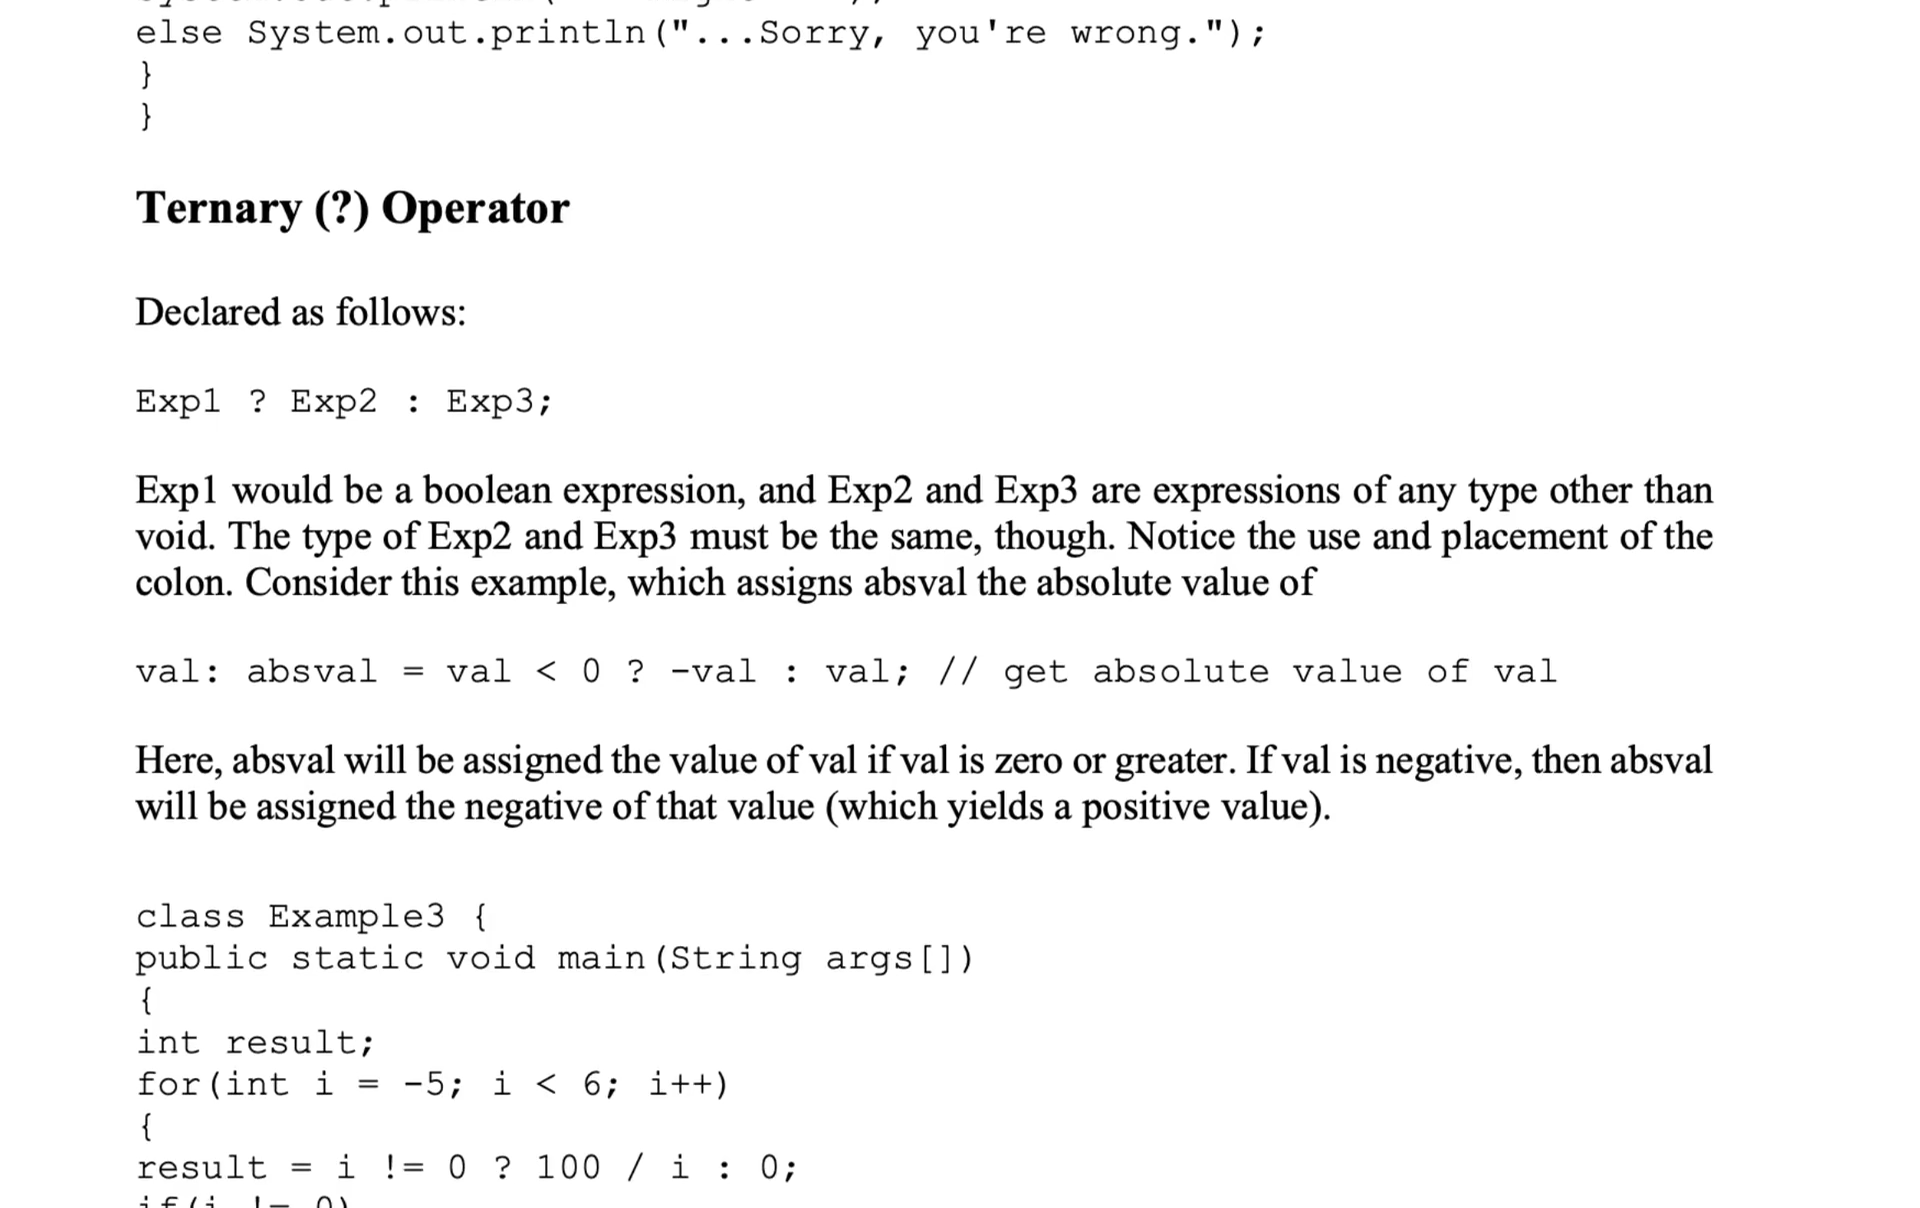 else System.out.println("...Sorry, you're wrong.");
}
}
Ternary (?) Operator
Declared as follows:
Exp1 ? Exp2 : Exp3;
Exp1 would be a boolean expression, and Exp2 and Exp3 are expressions of any type other than
void. The type of Exp2 and Exp3 must be the same, though. Notice the use and placement of the
colon. Consider this example, which assigns absval the absolute value of
val: absval = val < 0 ? -val : val; // get absolute value of val
Here, absval will be assigned the value of val if val is zero or greater. If val is negative, then absval
will be assigned the negative of that value (which yields a positive value).
class Example3 {
public static void main(String args[])
{
int result;
for(int i = -5; i < 6; i++)
{
result = i != 0 ? 100 / i : 0;
if(i != 0)